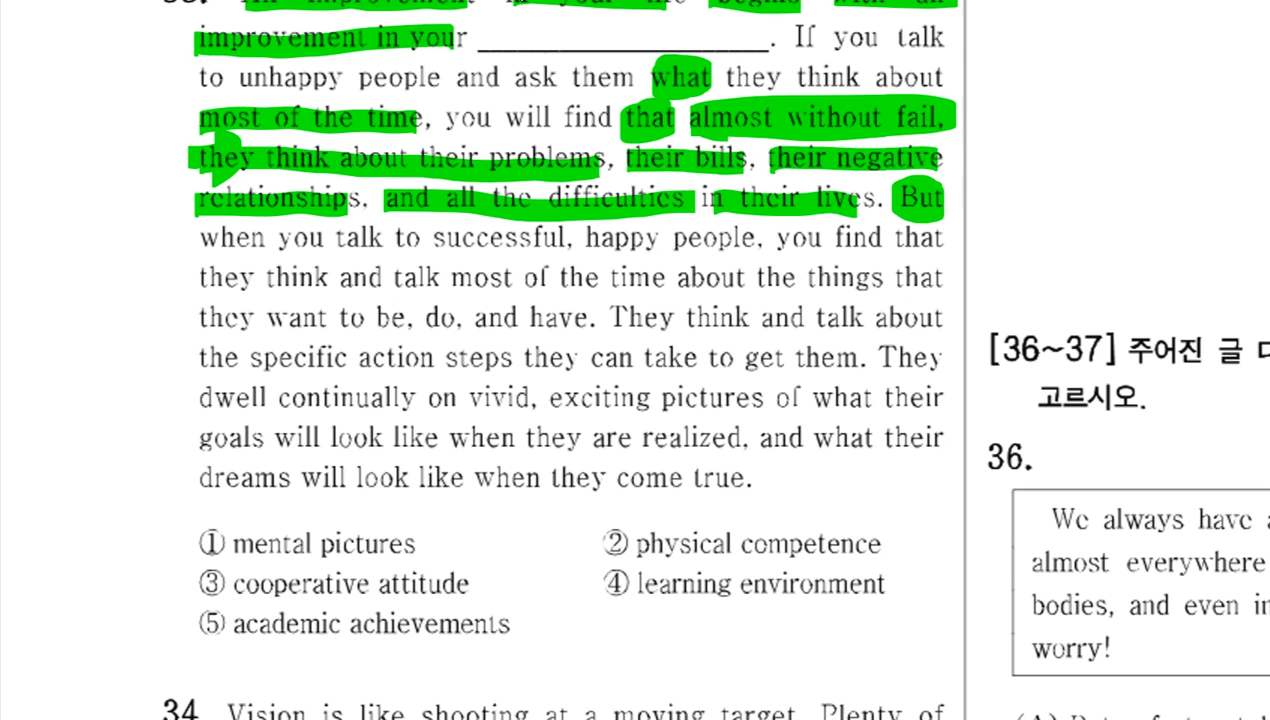 improvement in your ____________________. If you talk
to unhappy people and ask them what they think about
most of the time, you will find that almost without fail,
they think about their problems, their bills, their negative
relationships, and all the difficulties in their lives. But
when you talk to successful, happy people, you find that
they think and talk most of the time about the things that
they want to be, do, and have. They think and talk about
the specific action steps they can take to get them. They
dwell continually on vivid, exciting pictures of what their
goals will look like when they are realized, and what their
dreams will look like when they come true.
① mental pictures ② physical competence
③ cooperative attitude ④ learning environment
⑤ academic achievements
34. Vision is like shooting at a moving target. Plenty of
[36~37] 주어진 글
고르시오.
36.
We always have
almost everywhere
bodies, and even
worry!